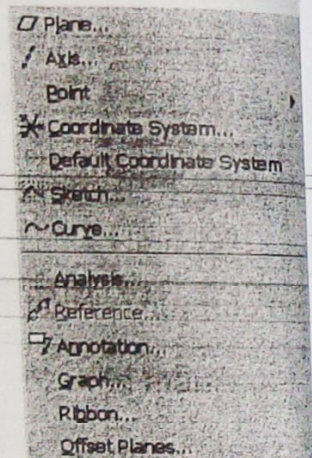 Plane...
Axis...
Point
Coordinate System...
Default Coordinate System
Sketch...
Curve...
Analysis...
Reference...
Annotation...
Graph...
Ribbon...
Offset Planes...